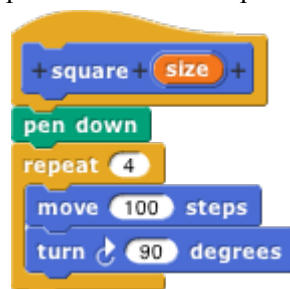 + square + size +
pen down
repeat 4
move 100 steps
turn 90 degrees